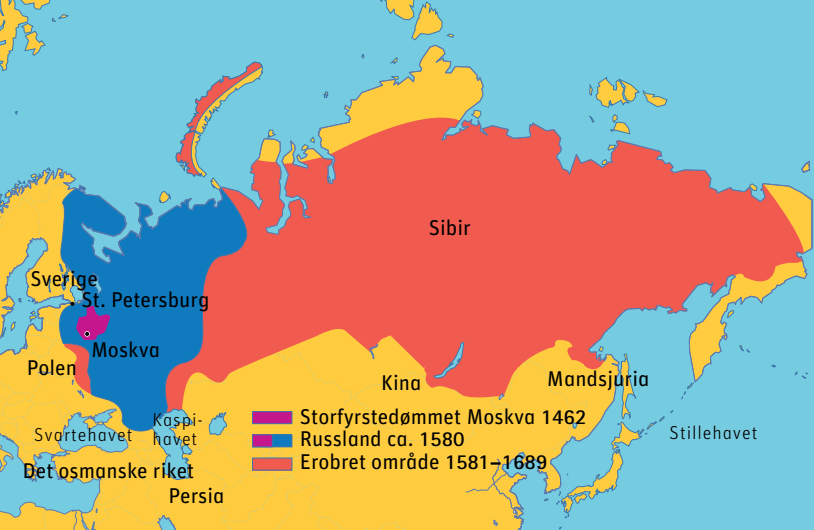 Sibir
Sverige
St. Petersburg
Moskva
Polen
Kina
Mandsjuria
Kaspi-
havet
Svartehavet
Stillehavet
Det osmanske riket
Persia
Storfyrstedømmet Moskva 1462
Russland ca. 1580
Erobret område 1581–1689